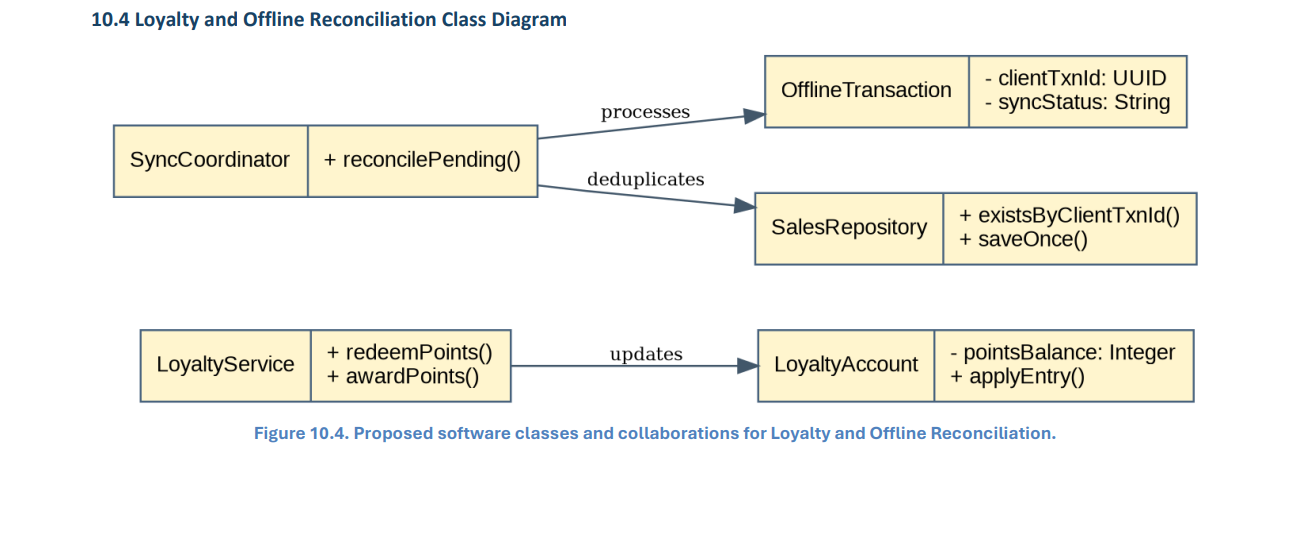 10.4 Loyalty and Offline Reconciliation Class Diagram
OfflineTransaction
- clientTxnId: UUID
- syncStatus: String
processes
SyncCoordinator
+ reconcilePending()
deduplicates
SalesRepository
+ existsByClientTxnId()
+ saveOnce()
LoyaltyService
+ redeemPoints()
+ awardPoints()
updates
LoyaltyAccount
- pointsBalance: Integer
+ applyEntry()
Figure 10.4. Proposed software classes and collaborations for Loyalty and Offline Reconciliation.